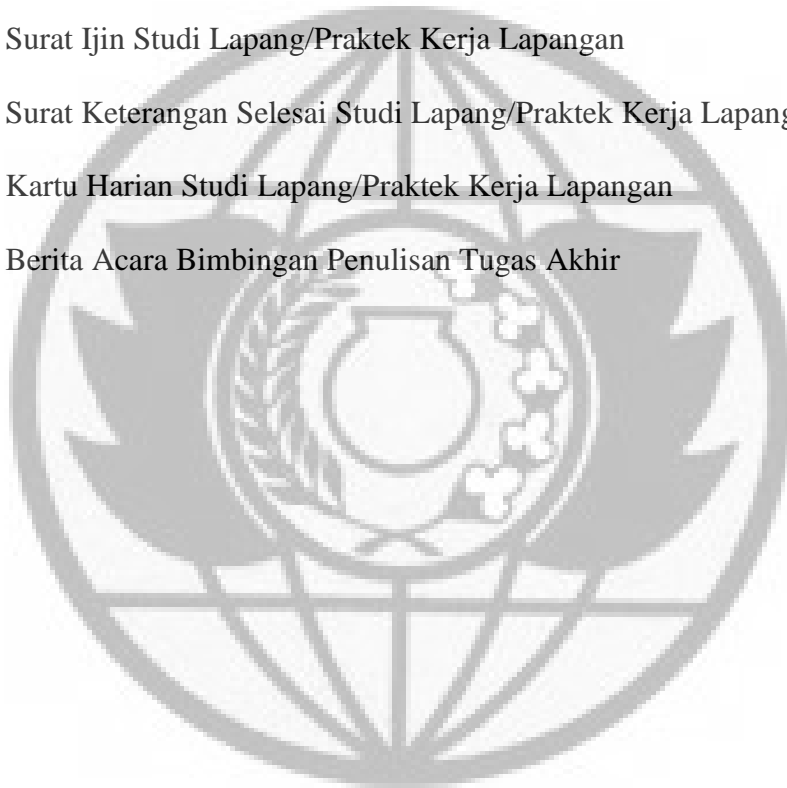 Surat Ijin Studi Lapang/Praktek Kerja Lapangan
Surat Keterangan Selesai Studi Lapang/Praktek Kerja Lapang
Kartu Harian Studi Lapang/Praktek Kerja Lapangan
Berita Acara Bimbingan Penulisan Tugas Akhir